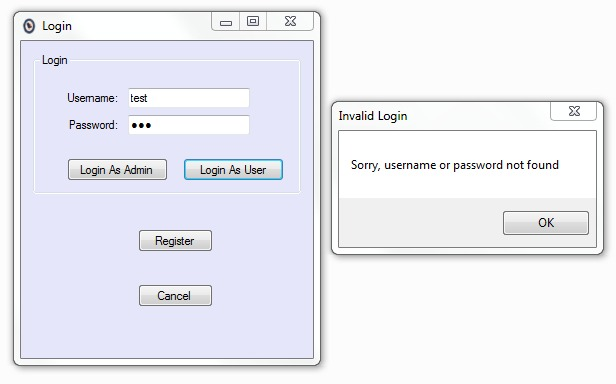 Login
Login
Username: test
Password: ●●●
Login As Admin Login As User
Register
Cancel
Invalid Login
Sorry, username or password not found
OK